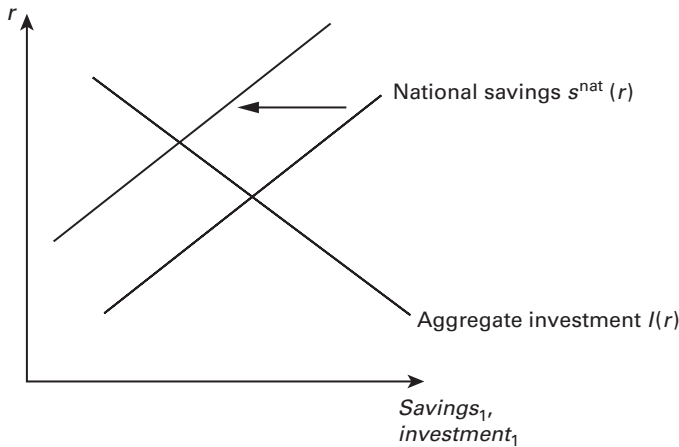 r
National savings s^nat (r)
Aggregate investment I(r)
Savings₁,
investment₁